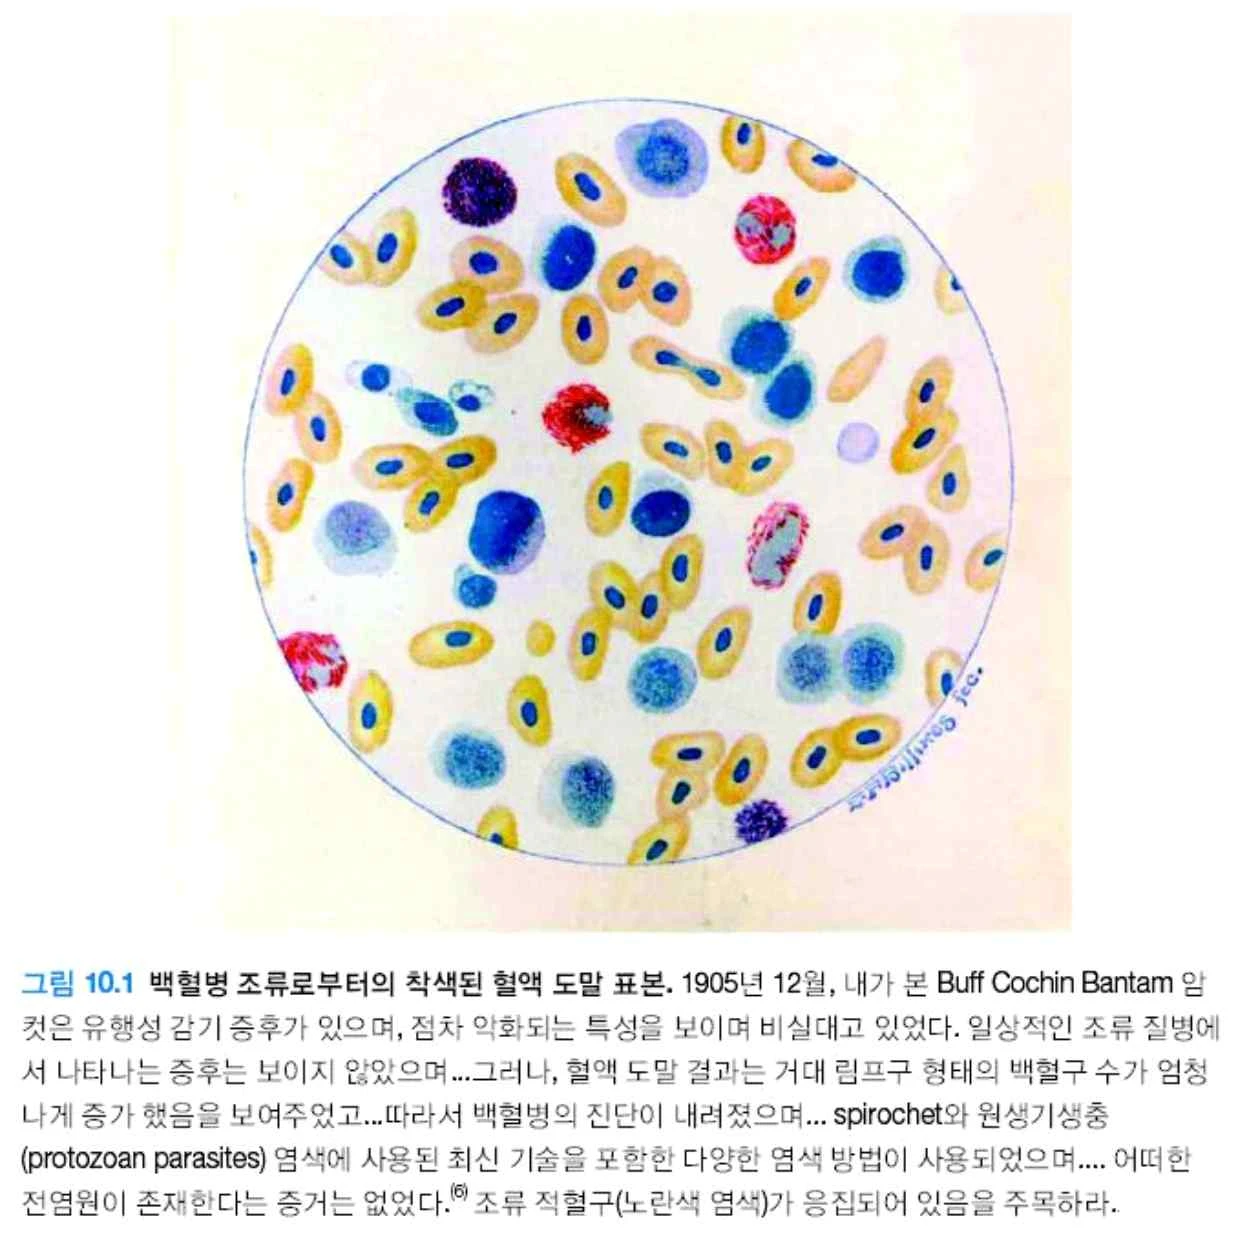 그림 10.1 백혈병 조류로부터의 착색된 혈액 도말 표본. 1905년 12월, 내가 본 Buff Cochin Bantam 암
컷은 유행성 감기 증후가 있으며, 점차 악화되는 특성을 보이며 비실대고 있었다. 일상적인 조류 질병에
서 나타나는 증후는 보이지 않았으며...그러나, 혈액 도말 결과는 거대 림프구 형태의 백혈구 수가 엄청
나게 증가 했음을 보여주었고...따라서 백혈병의 진단이 내려졌으며... spirochet와 원생기생충
(protozoan parasites) 염색에 사용된 최신 기술을 포함한 다양한 염색 방법이 사용되었으며.... 어떠한
전염원이 존재한다는 증거는 없었다.(6) 조류 적혈구(노란색 염색)가 응집되어 있음을 주목하라.